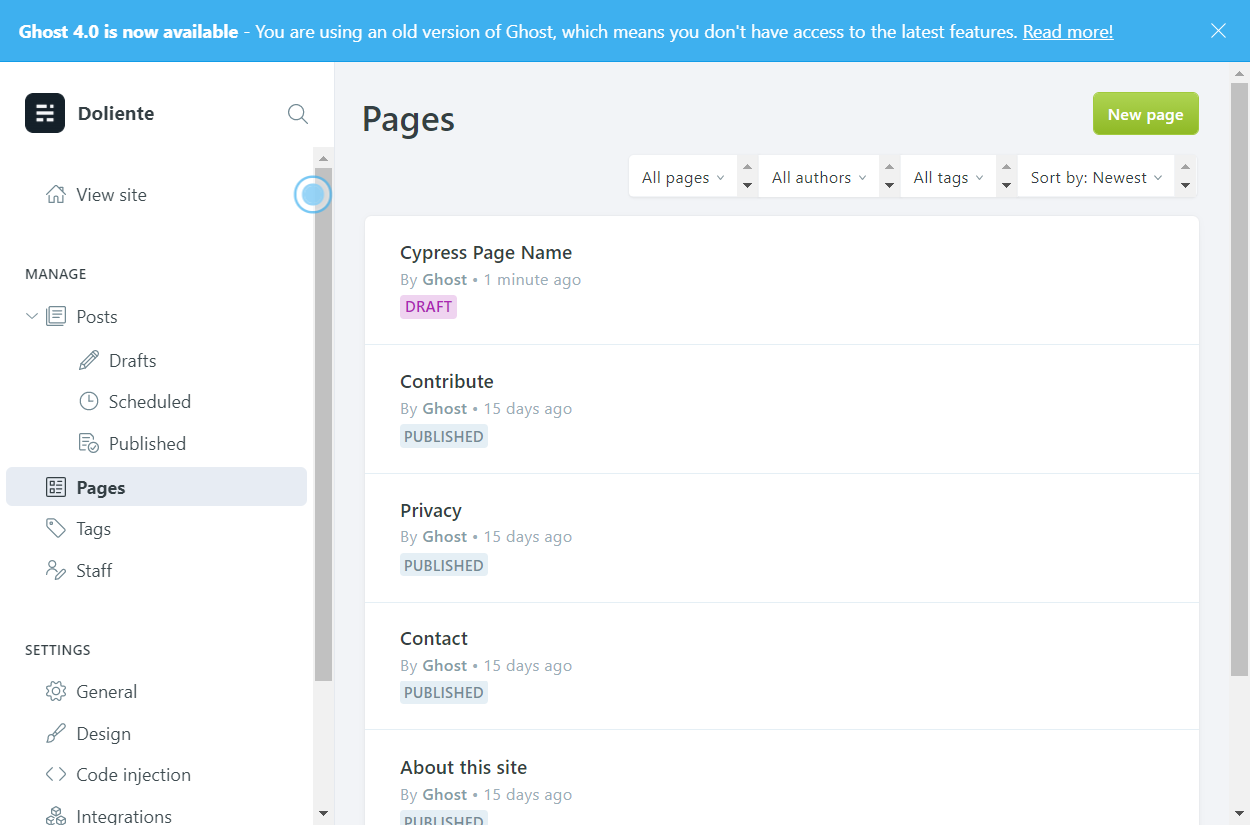 Ghost 4.0 is now available - You are using an old version of Ghost, which means you don't have access to the latest features. Read more!
Doliente
View site
MANAGE
Posts
Drafts
Scheduled
Published
Pages
Tags
Staff
SETTINGS
General
Design
Code injection
Integrations
Pages
New page
All pages
All authors
All tags
Sort by: Newest
Cypress Page Name
By Ghost • 1 minute ago
DRAFT
Contribute
By Ghost • 15 days ago
PUBLISHED
Privacy
By Ghost • 15 days ago
PUBLISHED
Contact
By Ghost • 15 days ago
PUBLISHED
About this site
By Ghost • 15 days ago
PUBLISHED